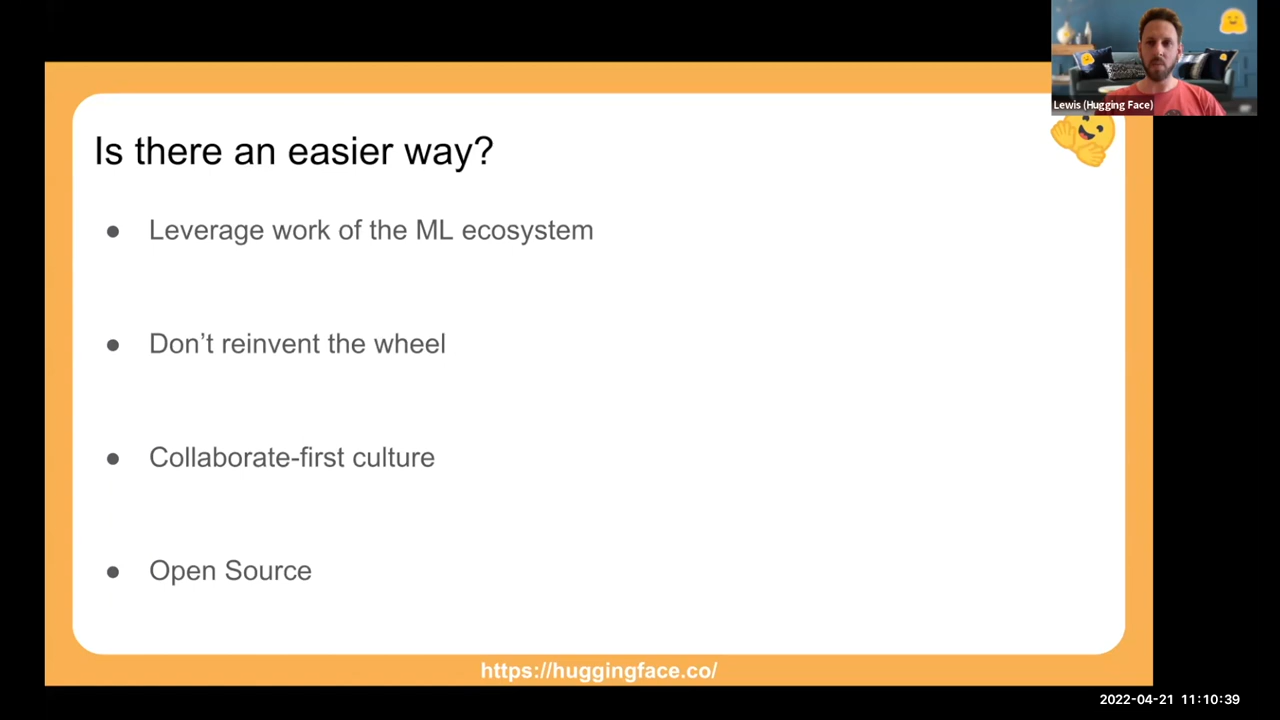 Lewis (Hugging Face)
Is there an easier way?
● Leverage work of the ML ecosystem
● Don’t reinvent the wheel
● Collaborate-first culture
● Open Source
https://huggingface.co/
2022-04-21 11:10:39